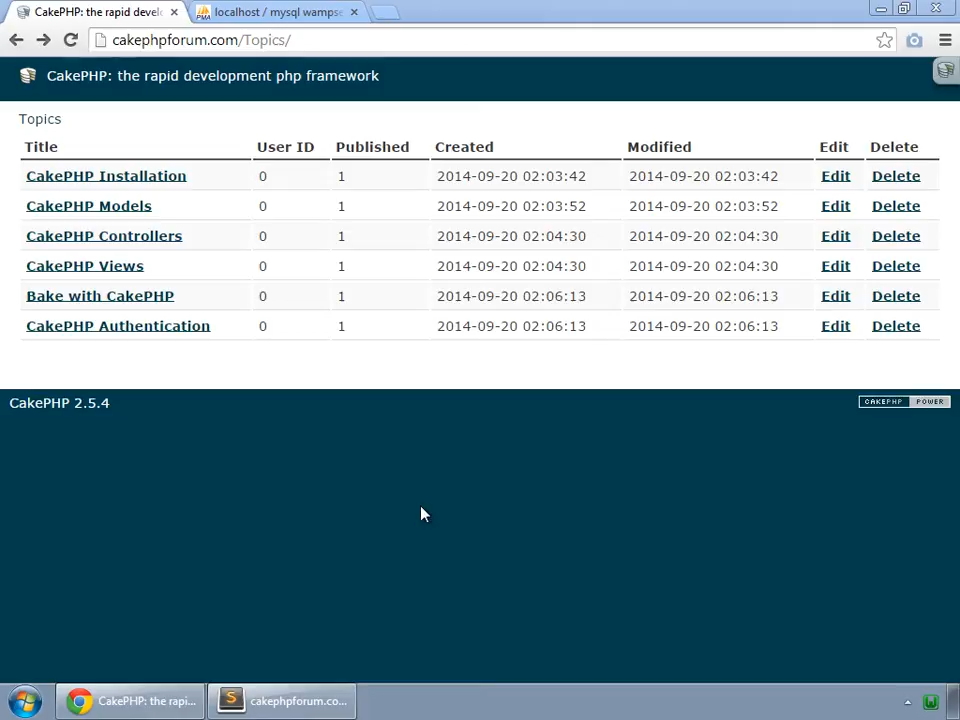 CakePHP: the rapid devel
localhost / mysql wampse
cakephpforum.com/Topics/
CakePHP: the rapid development php framework
Topics
Title User ID Published Created Modified Edit Delete
CakePHP Installation 0 1 2014-09-20 02:03:42 2014-09-20 02:03:42 Edit Delete
CakePHP Models 0 1 2014-09-20 02:03:52 2014-09-20 02:03:52 Edit Delete
CakePHP Controllers 0 1 2014-09-20 02:04:30 2014-09-20 02:04:30 Edit Delete
CakePHP Views 0 1 2014-09-20 02:04:30 2014-09-20 02:04:30 Edit Delete
Bake with CakePHP 0 1 2014-09-20 02:06:13 2014-09-20 02:06:13 Edit Delete
CakePHP Authentication 0 1 2014-09-20 02:06:13 2014-09-20 02:06:13 Edit Delete
CakePHP 2.5.4
CAKEPHP POWER
CakePHP: the rapi...
cakephpforum.co...